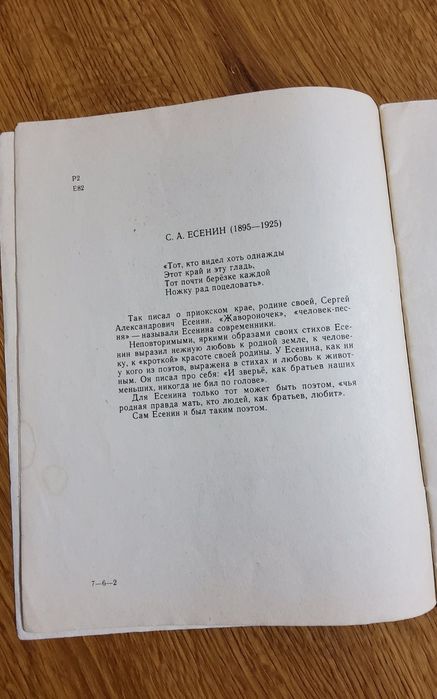 Р2
Е82
С. А. ЕСЕНИН (1895—1925)
«Тот, кто видел хоть однажды
Этот край и эту гладь,
Тот почти берёзке каждой
Ножку рад поцеловать».
Так писал о приокском крае, родине своей, Сергей
Александрович Есенин. «Жавороночек», «человек-пес-
ня» — называли Есенина современники.
Неповторимыми, яркими образами своих стихов Есе-
нин выразил нежную любовь к родной земле, к челове-
ку, к «кроткой» красоте своей родины. У Есенина, как ни
у кого из поэтов, выражена в стихах и любовь к живот-
ным. Он писал про себя: «И зверьё, как братьев наших
меньших, никогда не бил по голове».
Для Есенина только тот может быть поэтом, «чья
родная правда мать, кто людей, как братьев, любит».
Сам Есенин и был таким поэтом.
7—6—2